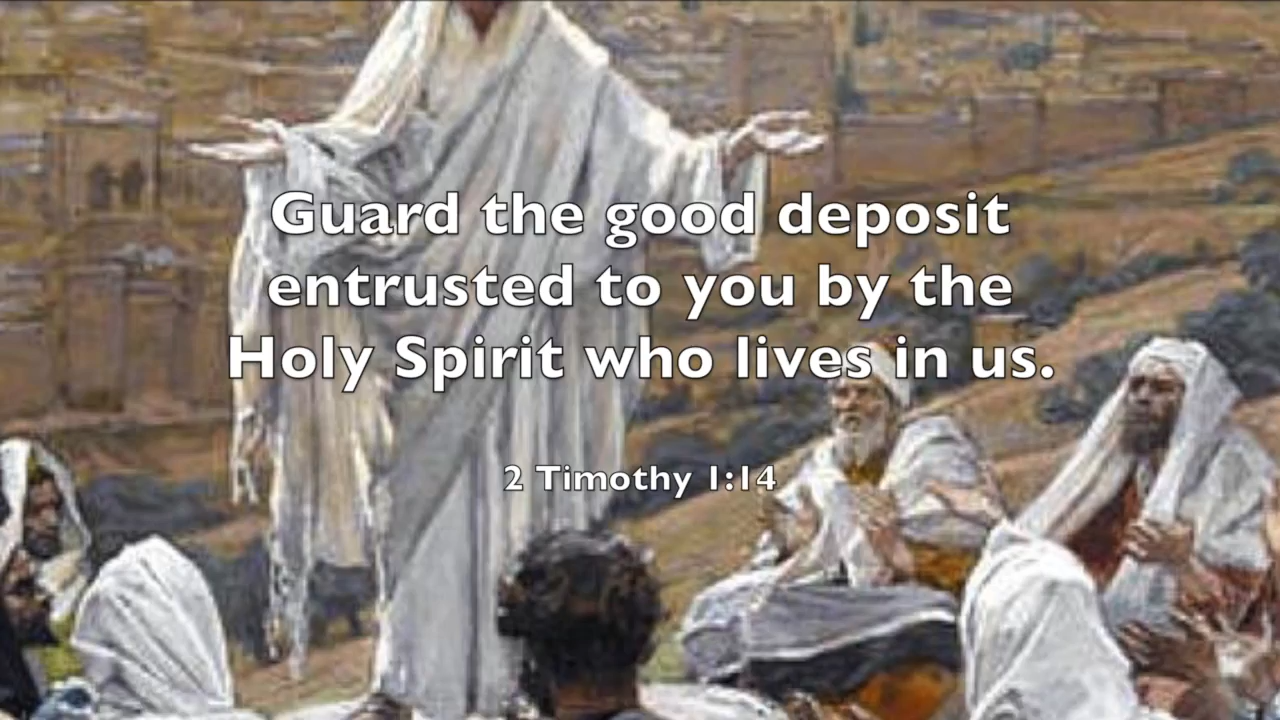 Guard the good deposit
entrusted to you by the
Holy Spirit who lives in us.
2 Timothy 1:14